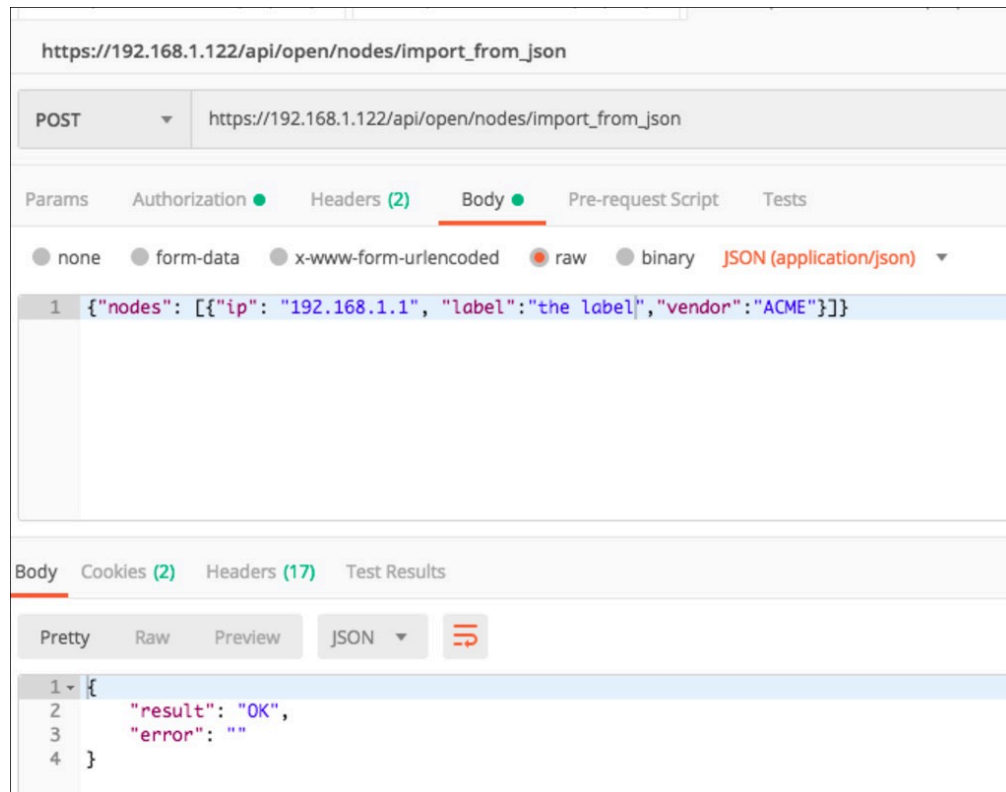 https://192.168.1.122/api/open/nodes/import_from_json
POST https://192.168.1.122/api/open/nodes/import_from_json
Params Authorization Headers (2) Body Pre-request Script Tests
none form-data x-www-form-urlencoded raw binary JSON (application/json)
1 {"nodes": [{"ip": "192.168.1.1", "label":"the label","vendor":"ACME"}]}
Body Cookies (2) Headers (17) Test Results
Pretty Raw Preview JSON
1 {
2 "result": "OK",
3 "error": ""
4 }